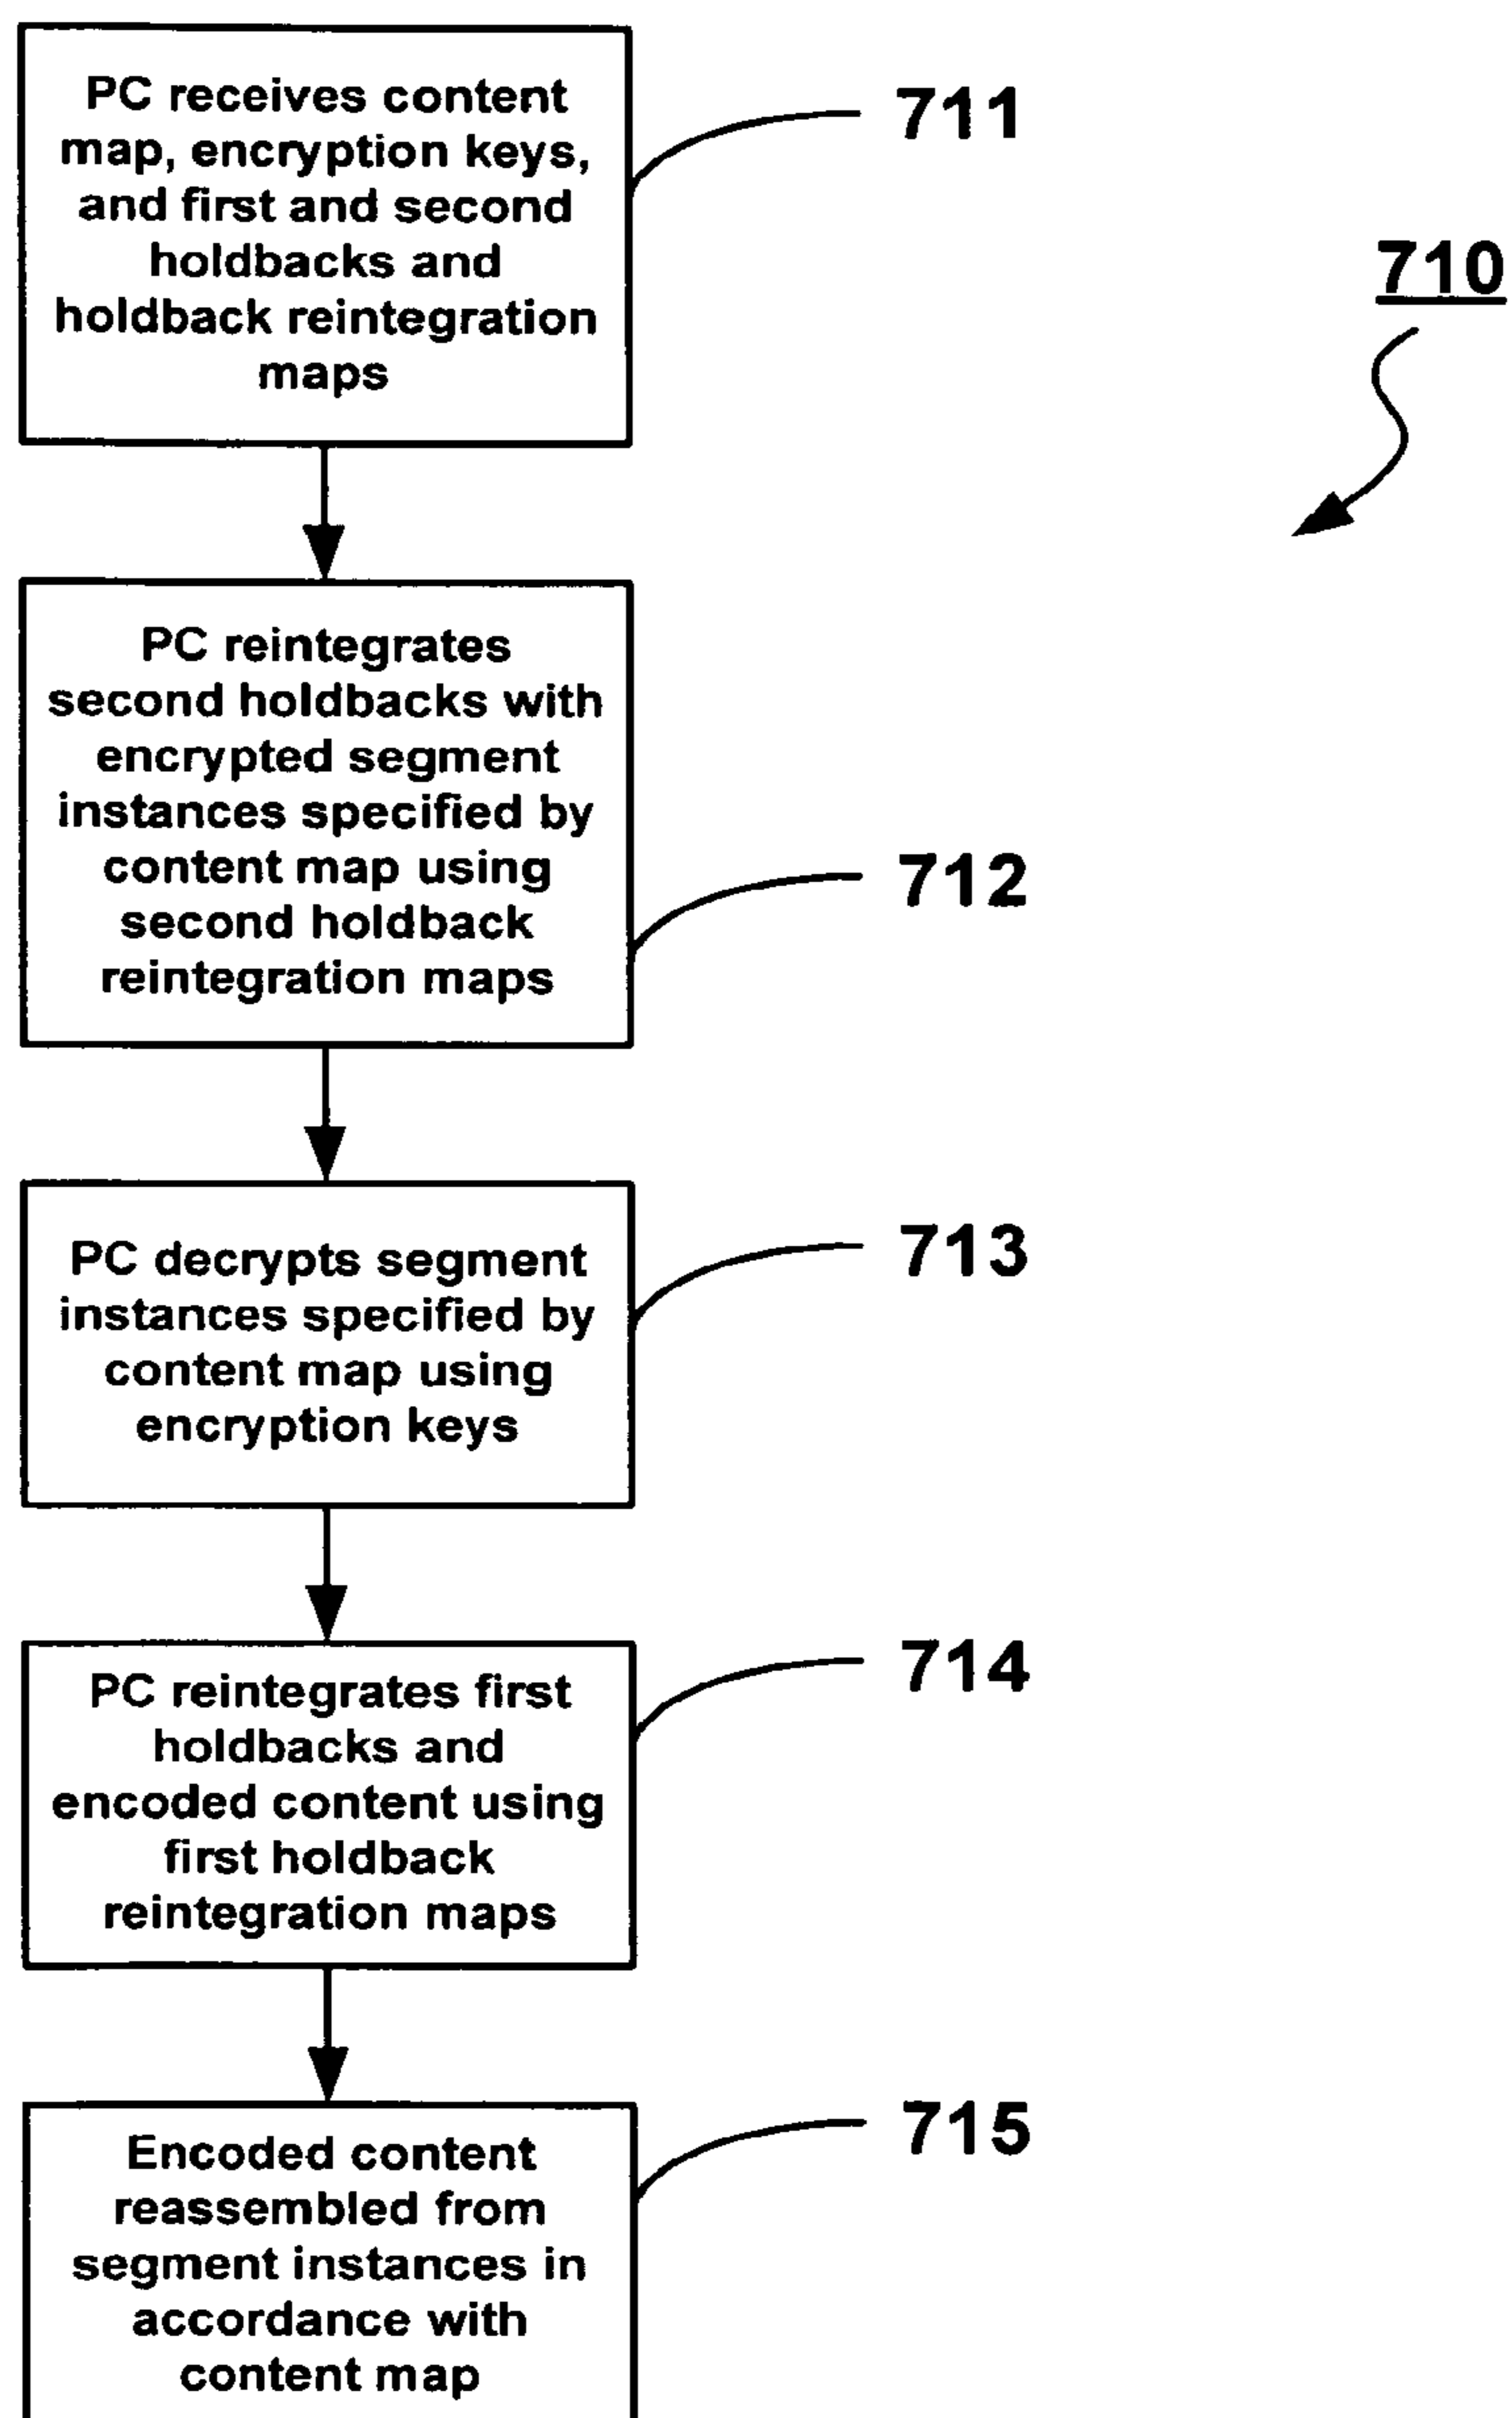 PC receives content
map, encryption keys,
and first and second
holdbacks and
holdback reintegration
maps
711
710
PC reintegrates
second holdbacks with
encrypted segment
instances specified by
content map using
second holdback
reintegration maps
712
PC decrypts segment
instances specified by
content map using
encryption keys
713
PC reintegrates first
holdbacks and
encoded content using
first holdback
reintegration maps
714
Encoded content
reassembled from
segment instances in
accordance with
content map
715